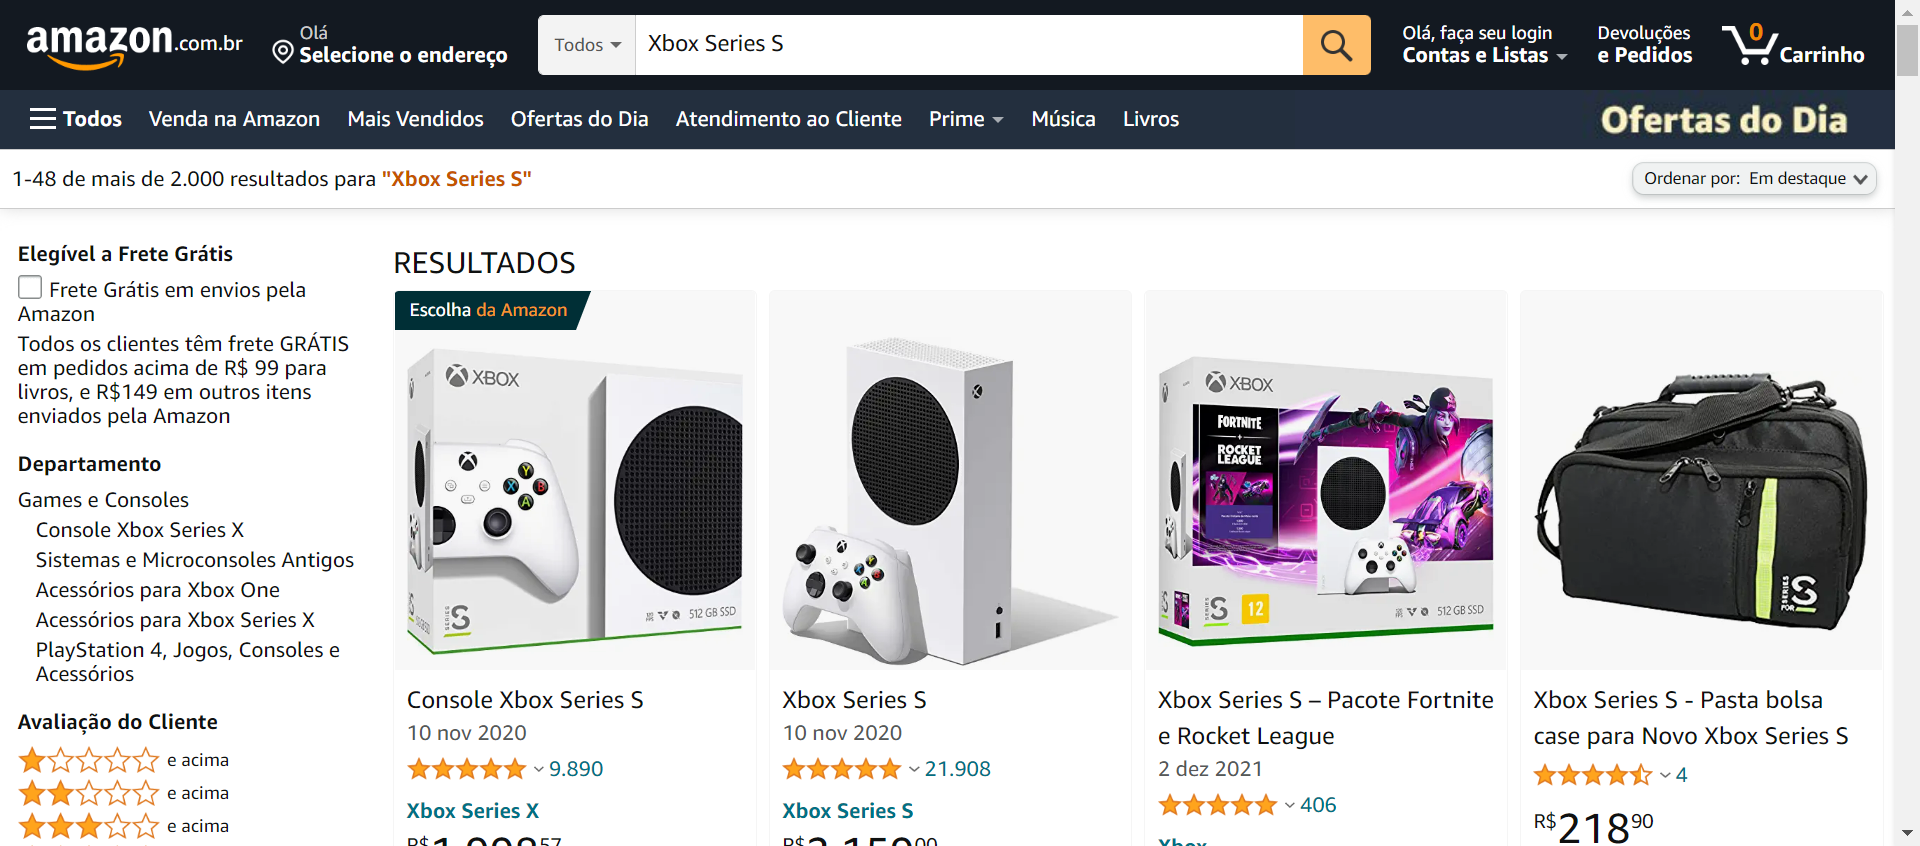 amazon.com.br
Olá
Selecione o endereço
Todos
Xbox Series S
Olá, faça seu login
Contas e Listas
Devoluções
e Pedidos
0
Carrinho
Todos
Venda na Amazon
Mais Vendidos
Ofertas do Dia
Atendimento ao Cliente
Prime
Música
Livros
Ofertas do Dia
1-48 de mais de 2.000 resultados para "Xbox Series S"
Ordenar por: Em destaque
Elegível a Frete Grátis
Frete Grátis em envios pela
Amazon
Todos os clientes têm frete GRÁTIS
em pedidos acima de R$ 99 para
livros, e R$149 em outros itens
enviados pela Amazon
Departamento
Games e Consoles
Console Xbox Series X
Sistemas e Microconsoles Antigos
Acessórios para Xbox One
Acessórios para Xbox Series X
PlayStation 4, Jogos, Consoles e
Acessórios
Avaliação do Cliente
e acima
e acima
e acima
RESULTADOS
Escolha da Amazon
XBOX
Y
X
B
A
SERIES
S
512 GB SSD
Console Xbox Series S
10 nov 2020
9.890
Xbox Series X
Y
X
B
A
Xbox Series S
10 nov 2020
21.908
Xbox Series S
XBOX
FORTNITE
+
ROCKET
LEAGUE
SERIES
S
12
512 GB SSD
Xbox Series S – Pacote Fortnite
e Rocket League
2 dez 2021
406
Xbox
FOR
SERIES
S
Xbox Series S - Pasta bolsa
case para Novo Xbox Series S
4
R$21890